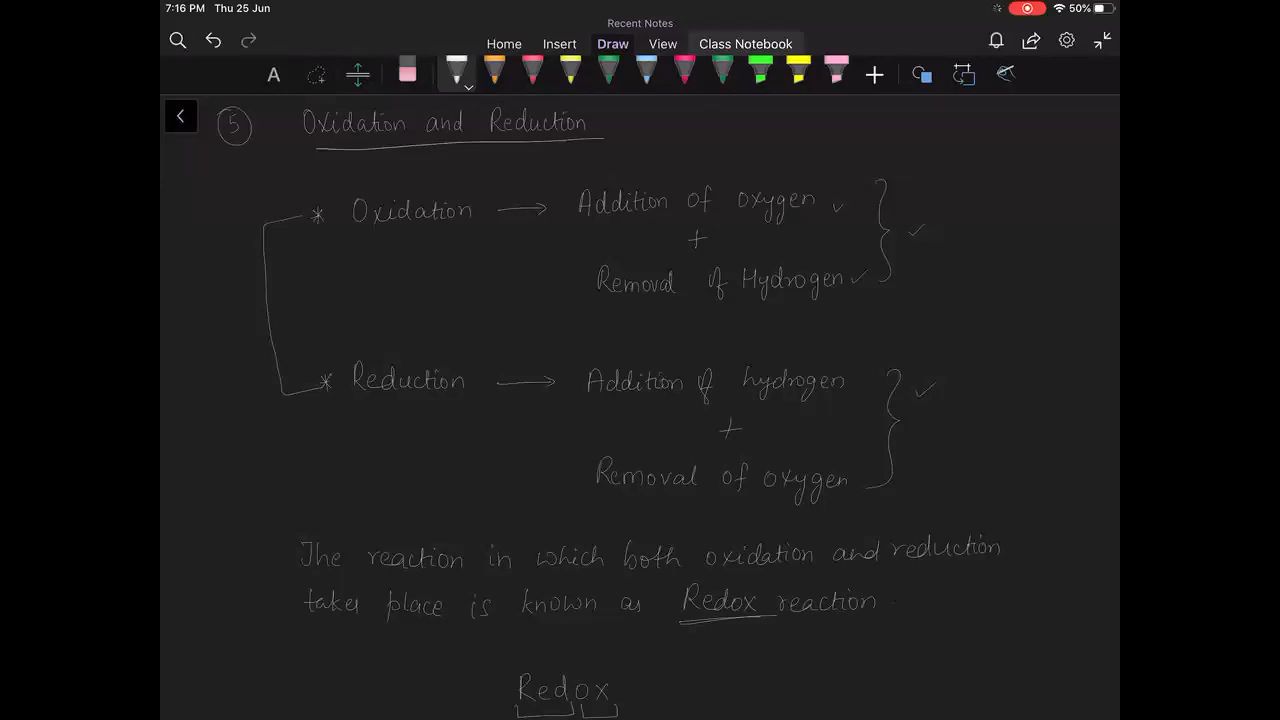 7:16 PM Thu 25 Jun
50%
Recent Notes
Home Insert Draw View Class Notebook
A
5 Oxidation and Reduction
* Oxidation → Addition of oxygen
+
Removal of Hydrogen
* Reduction → Addition of hydrogen
+
Removal of oxygen
The reaction in which both oxidation and reduction
takes place is known as Redox reaction
Redox